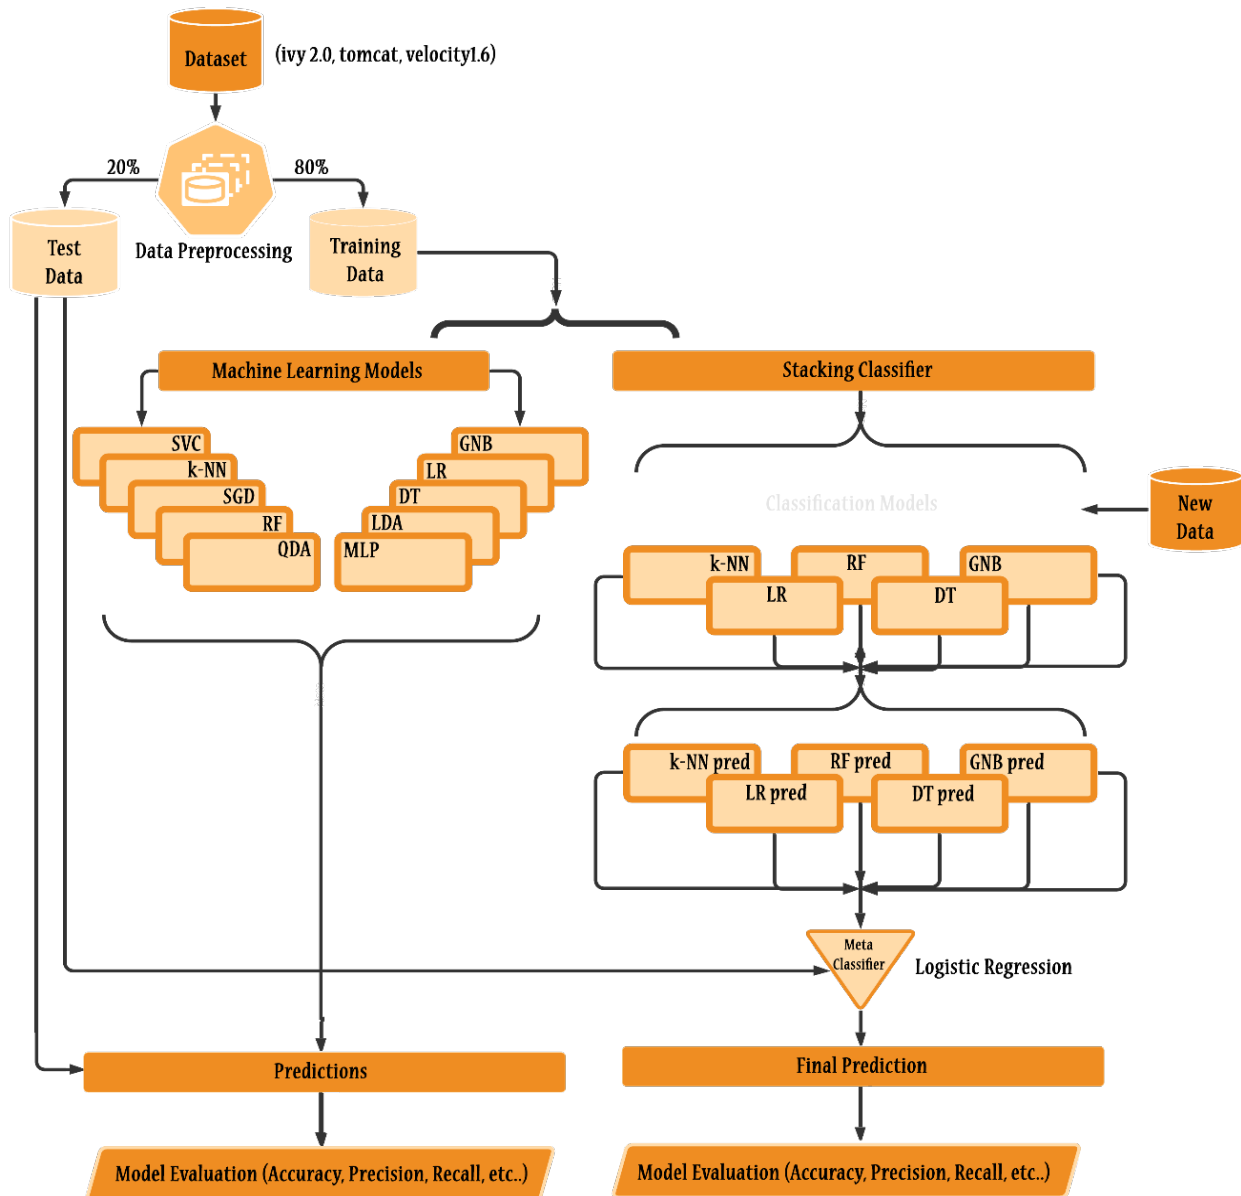 Dataset
(ivy 2.0, tomcat, velocity1.6)
20%
80%
Data Preprocessing
Test
Data
Training
Data
Machine Learning Models
Stacking Classifier
SVC
k-NN
SGD
RF
QDA
GNB
LR
DT
LDA
MLP
Classification Models
New
Data
k-NN
RF
GNB
LR
DT
k-NN pred
RF pred
GNB pred
LR pred
DT pred
Meta
Classifier
Logistic Regression
Predictions
Final Prediction
Model Evaluation (Accuracy, Precision, Recall, etc..)
Model Evaluation (Accuracy, Precision, Recall, etc..)